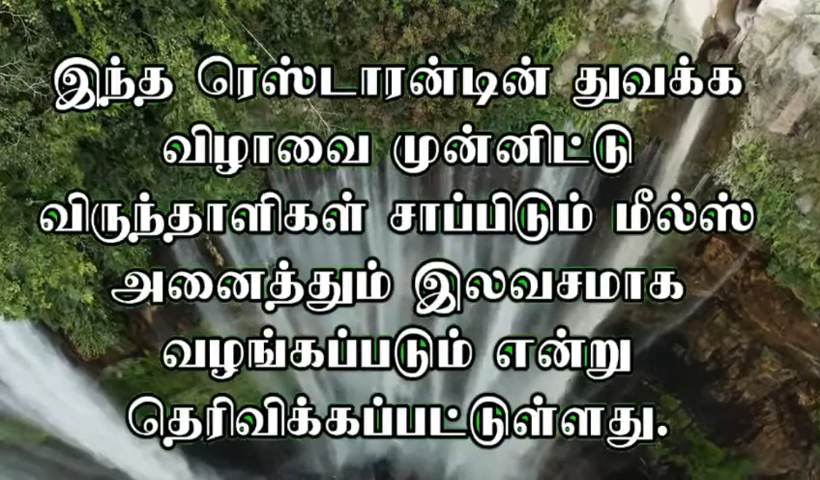 இந்த ரெஸ்டாரன்டின் துவக்க
விழாவை முன்னிட்டு
விருந்தாளிகள் சாப்பிடும் மீல்ஸ்
அனைத்தும் இலவசமாக
வழங்கப்படும் என்று
தெரிவிக்கப்பட்டுள்ளது.